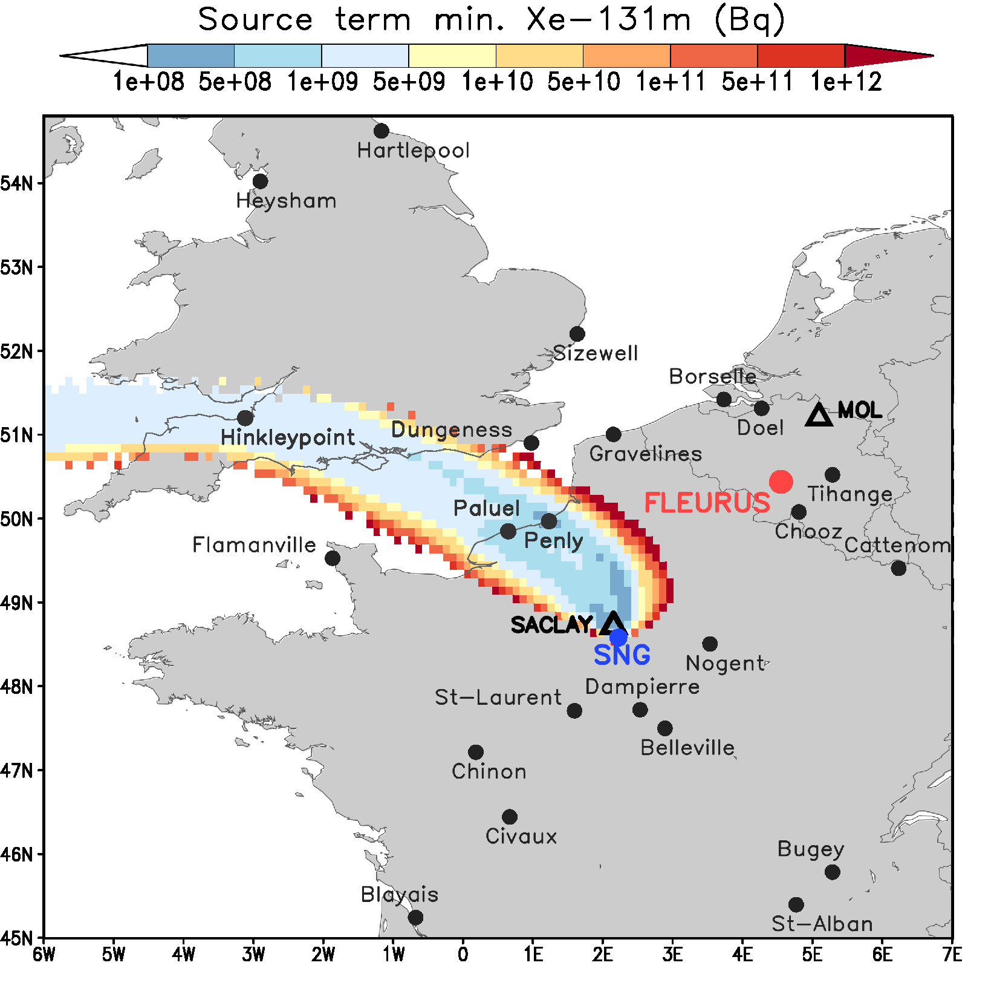 Source term min. Xe-131m (Bq)
1e+08 5e+08 1e+09 5e+09 1e+10 5e+10 1e+11 5e+11 1e+12
Hartlepool
54N
Heysham
53N
52N
Sizewell
Borselle
MOL
Doel
51N
Hinkleypoint
Dungeness
Gravelines
FLEURUS
Tihange
50N
Paluel
Penly
Chooz
Flamanville
Cattenom
49N
SACLAY
SNG
Nogent
48N
St-Laurent
Dampierre
Belleville
47N
Chinon
Civaux
46N
Bugey
Blayais
St-Alban
45N
6W 5W 4W 3W 2W 1W 0 1E 2E 3E 4E 5E 6E 7E